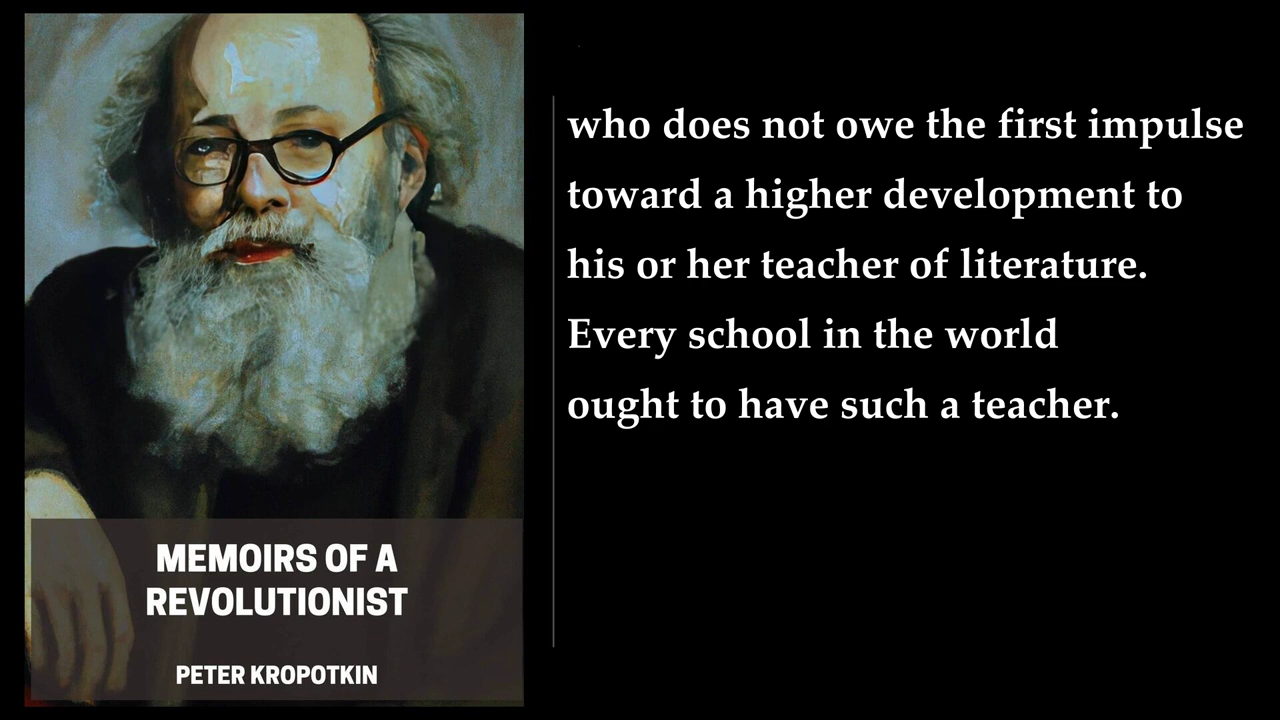 who does not owe the first impulse
toward a higher development to
his or her teacher of literature.
Every school in the world
ought to have such a teacher.
MEMOIRS OF A
REVOLUTIONIST
PETER KROPOTKIN